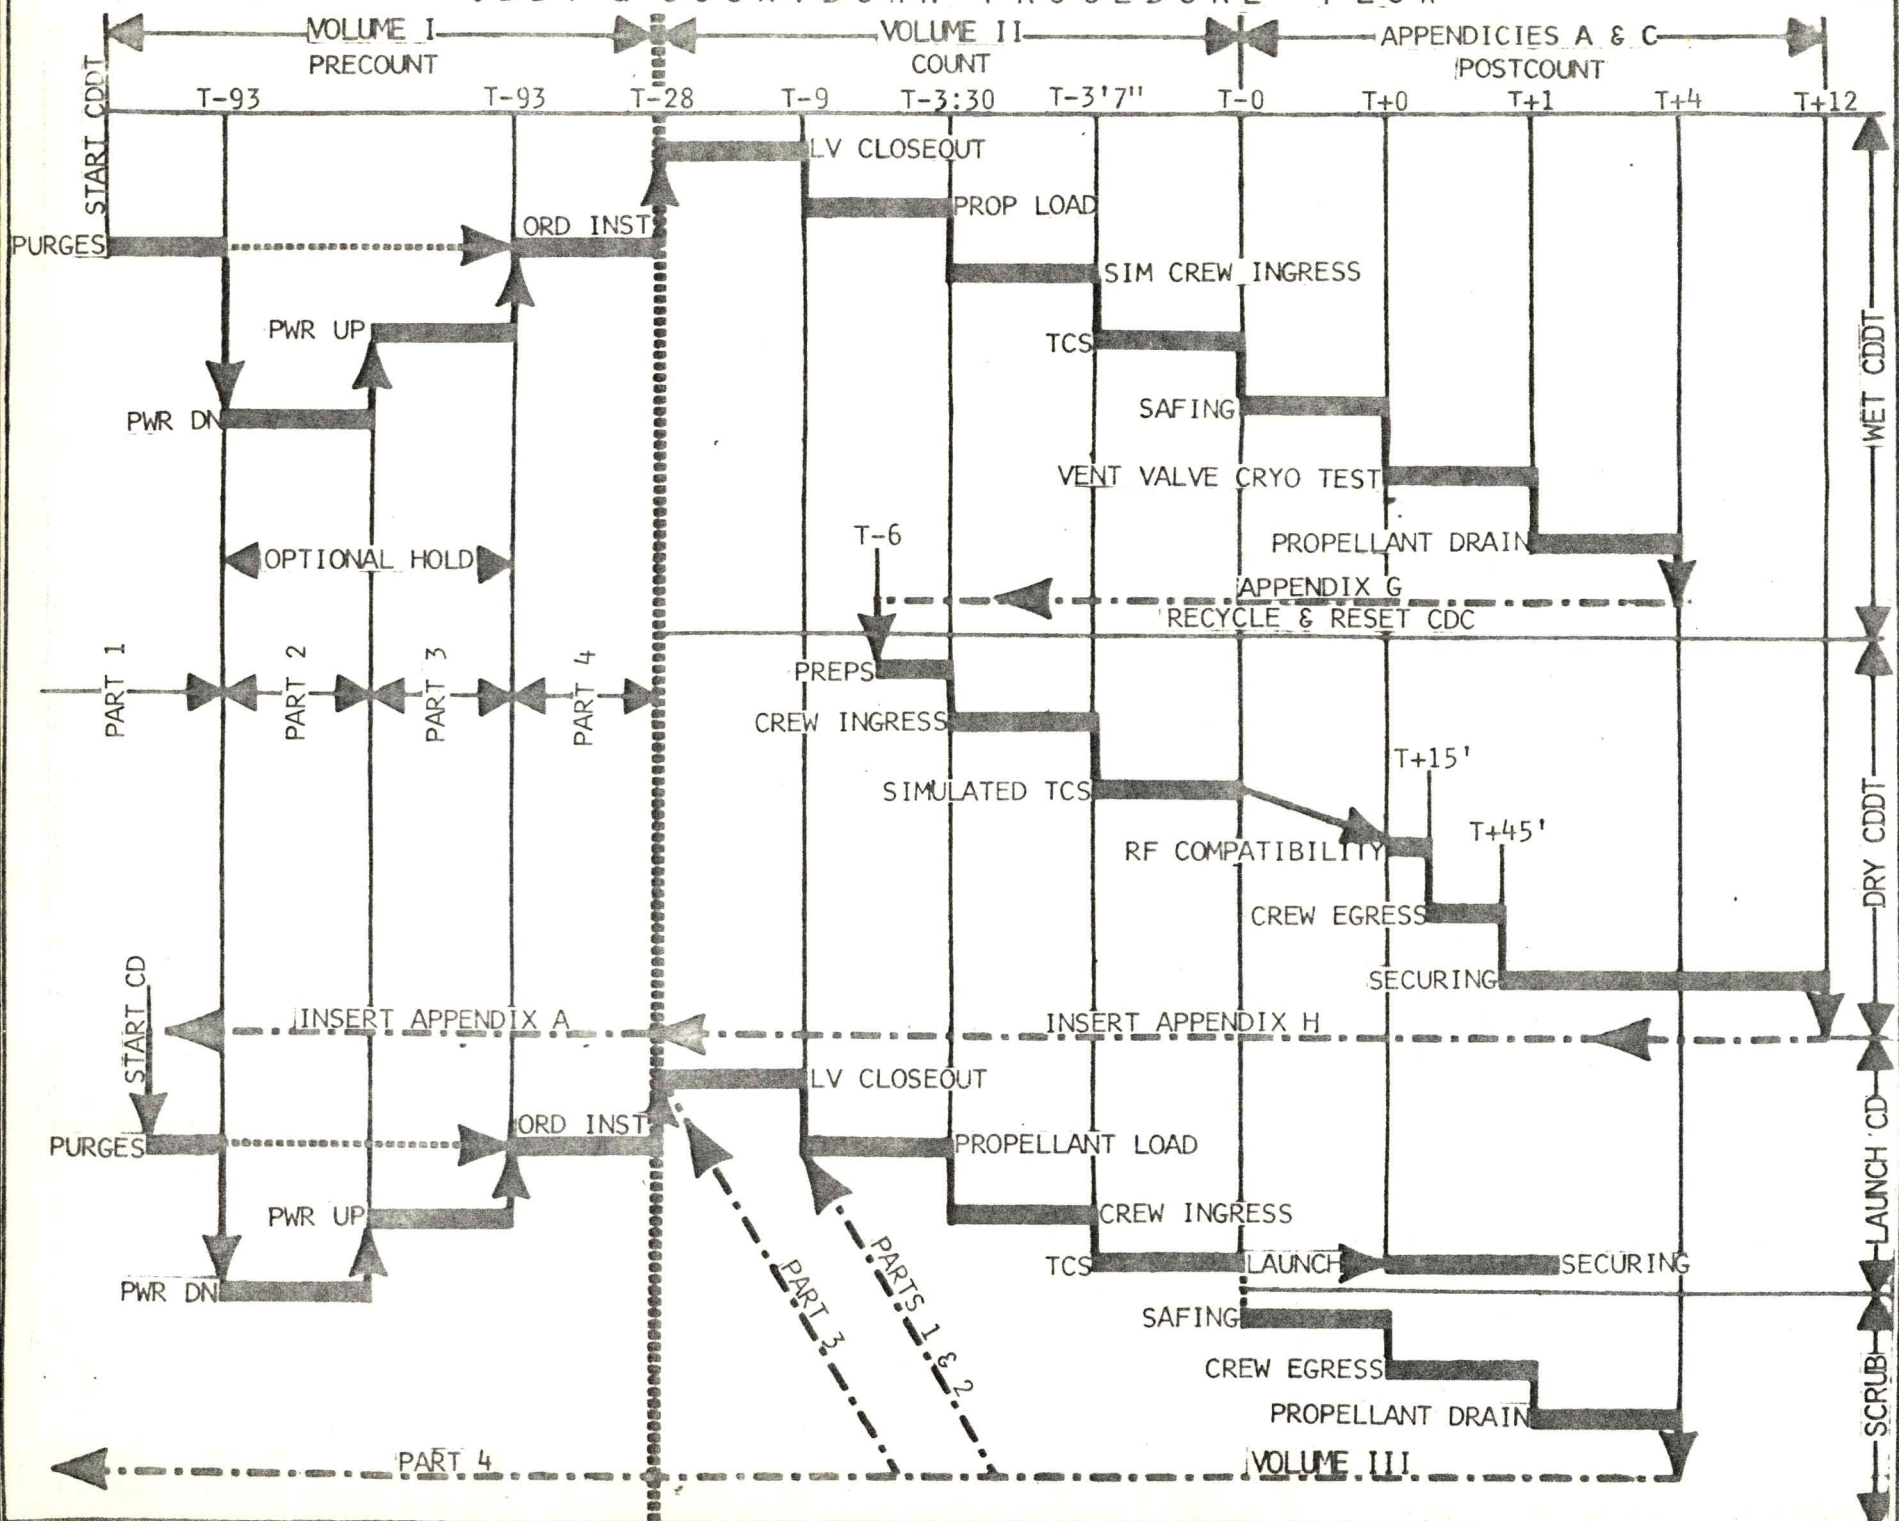 VOLUME I
PRECOUNT
VOLUME II
COUNT
APPENDICIES A & C
POSTCOUNT
START CDDT
T-93
T-93
T-28
T-9
T-3:30
T-3'7"
T-0
T+0
T+1
T+4
T+12
LV CLOSEOUT
PROP LOAD
PURGES
ORD INST
SIM CREW INGRESS
PWR UP
TCS
WET CDDT
PWR DN
SAFING
VENT VALVE CRYO TEST
T-6
PROPELLANT DRAIN
OPTIONAL HOLD
APPENDIX G
RECYCLE & RESET CDC
PART 1
PART 2
PART 3
PART 4
PREPS
CREW INGRESS
T+15'
SIMULATED TCS
T+45'
RF COMPATIBILITY
DRY CDDT
CREW EGRESS
SECURING
START CD
INSERT APPENDIX A
INSERT APPENDIX H
LV CLOSEOUT
PURGES
ORD INST
PROPELLANT LOAD
LAUNCH CD
PWR UP
CREW INGRESS
TCS
LAUNCH
SECURING
PWR DN
PART 3
PARTS 1 & 2
SAFING
CREW EGRESS
SCRUB
PROPELLANT DRAIN
PART 4
VOLUME III